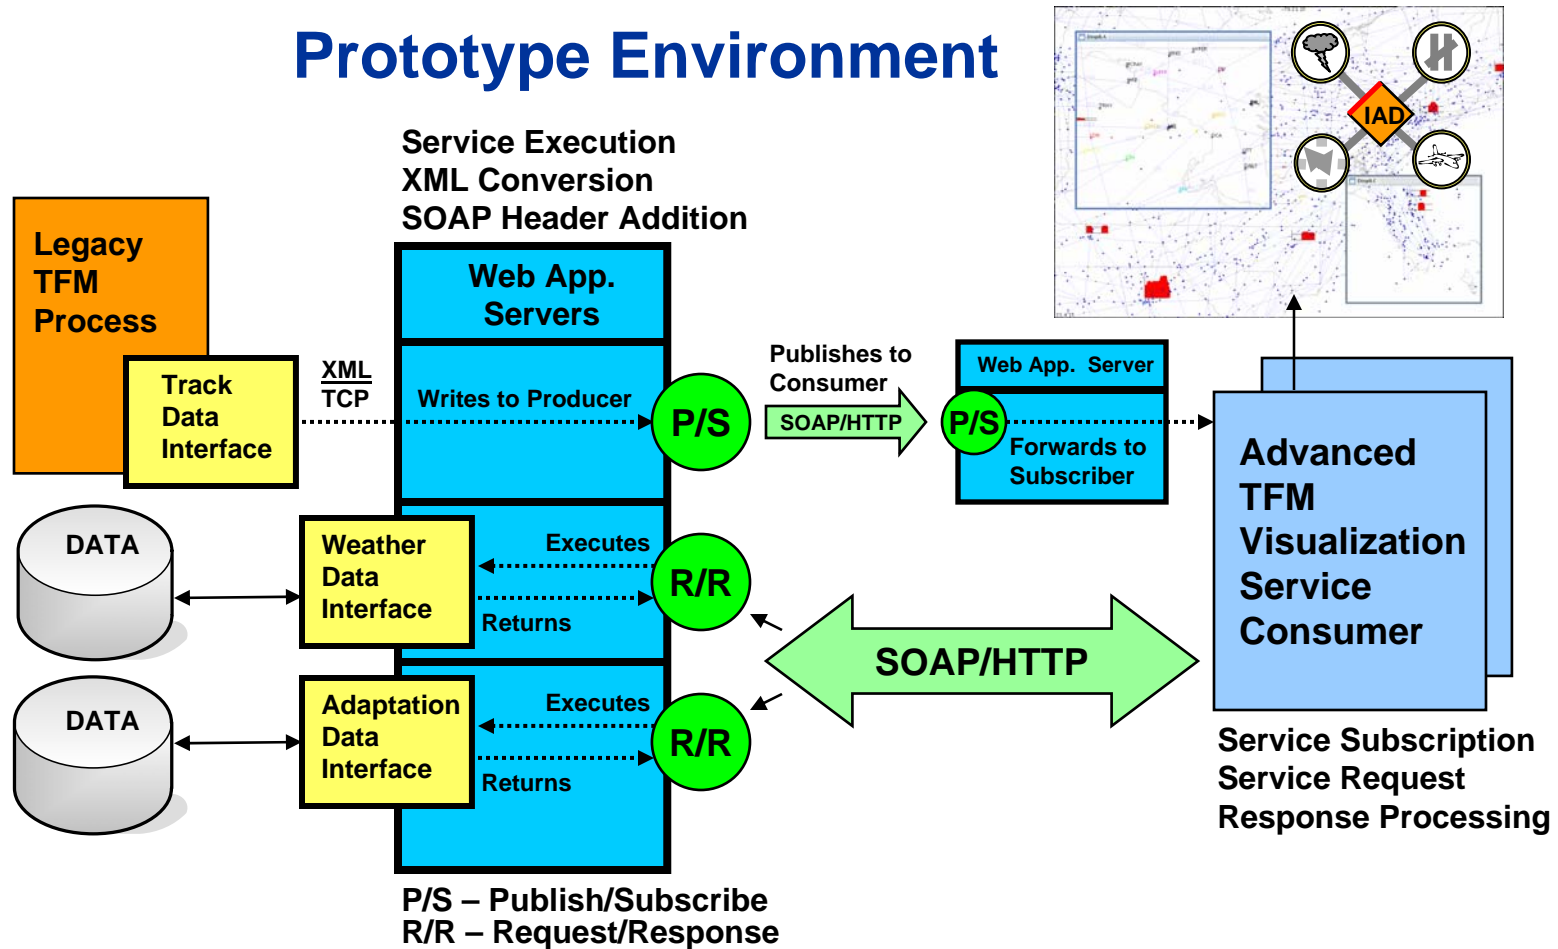 Prototype Environment
Service Execution
XML Conversion
SOAP Header Addition
IAD
Legacy
TFM
Process
Web App.
Servers
Track
Data
Interface
XML
TCP
Writes to Producer
P/S
Publishes to
Consumer
SOAP/HTTP
Web App. Server
P/S
Forwards to
Subscriber
Advanced
TFM
Visualization
Service
Consumer
DATA
Weather
Data
Interface
Executes
Returns
R/R
SOAP/HTTP
DATA
Adaptation
Data
Interface
Executes
Returns
R/R
Service Subscription
Service Request
Response Processing
P/S – Publish/Subscribe
R/R – Request/Response